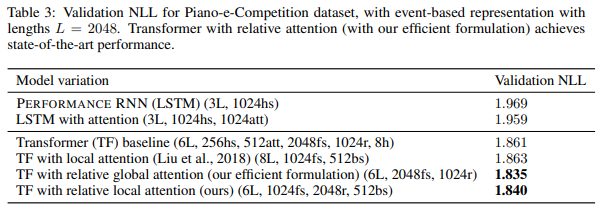 Table 3: Validation NLL for Piano-e-Competition dataset, with event-based representation with
lengths L = 2048. Transformer with relative attention (with our efficient formulation) achieves
state-of-the-art performance.
Model variation Validation NLL
PERFORMANCE RNN (LSTM) (3L, 1024hs) 1.969
LSTM with attention (3L, 1024hs, 1024att) 1.959
Transformer (TF) baseline (6L, 256hs, 512att, 2048fs, 1024r, 8h) 1.861
TF with local attention (Liu et al., 2018) (8L, 1024fs, 512bs) 1.863
TF with relative global attention (our efficient formulation) (6L, 2048fs, 1024r) 1.835
TF with relative local attention (ours) (6L, 1024fs, 2048r, 512bs) 1.840